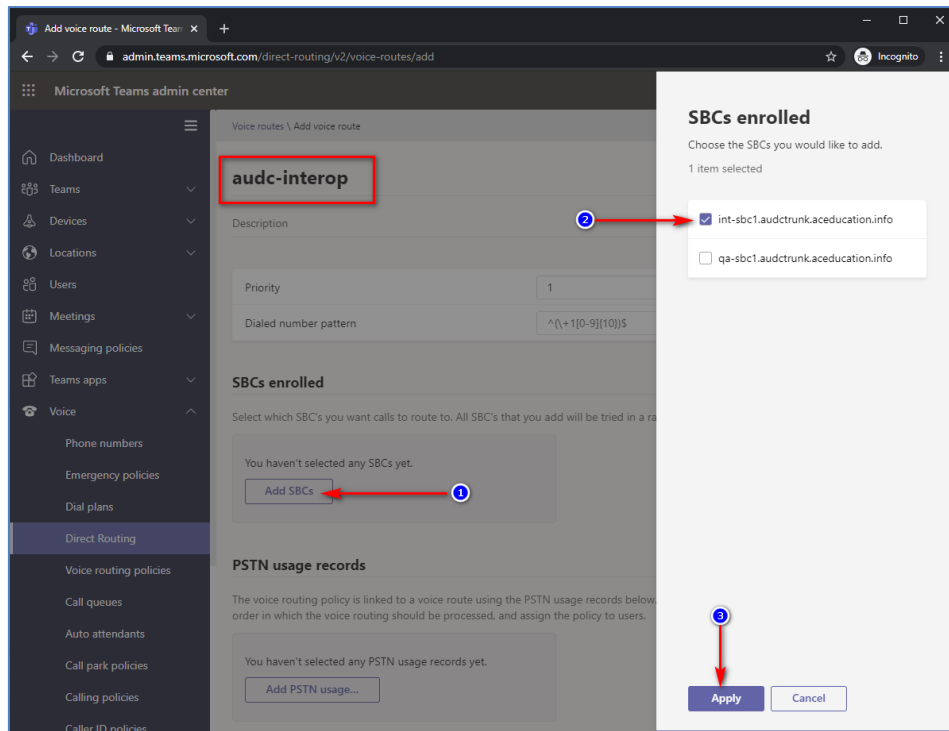 Add voice route - Microsoft Team
admin.teams.microsoft.com/direct-routing/v2/voice-routes/add
Incognito
Microsoft Teams admin center
Dashboard
Teams
Devices
Locations
Users
Meetings
Messaging policies
Teams apps
Voice
Phone numbers
Emergency policies
Dial plans
Direct Routing
Voice routing policies
Call queues
Auto attendants
Call park policies
Calling policies
Caller ID policies
Voice routes \ Add voice route
audc-interop
Description
Priority
1
Dialed number pattern
^(\+1[0-9]{10})$
SBCs enrolled
Select which SBC's you want calls to route to. All SBC's that you add will be tried in a ra
You haven't selected any SBCs yet.
Add SBCs
1
PSTN usage records
The voice routing policy is linked to a voice route using the PSTN usage records below.
order in which the voice routing should be processed, and assign the policy to users.
You haven't selected any PSTN usage records yet.
Add PSTN usage...
SBCs enrolled
Choose the SBCs you would like to add.
1 item selected
2
int-sbc1.audctrunk.aceducation.info
qa-sbc1.audctrunk.aceducation.info
3
Apply
Cancel